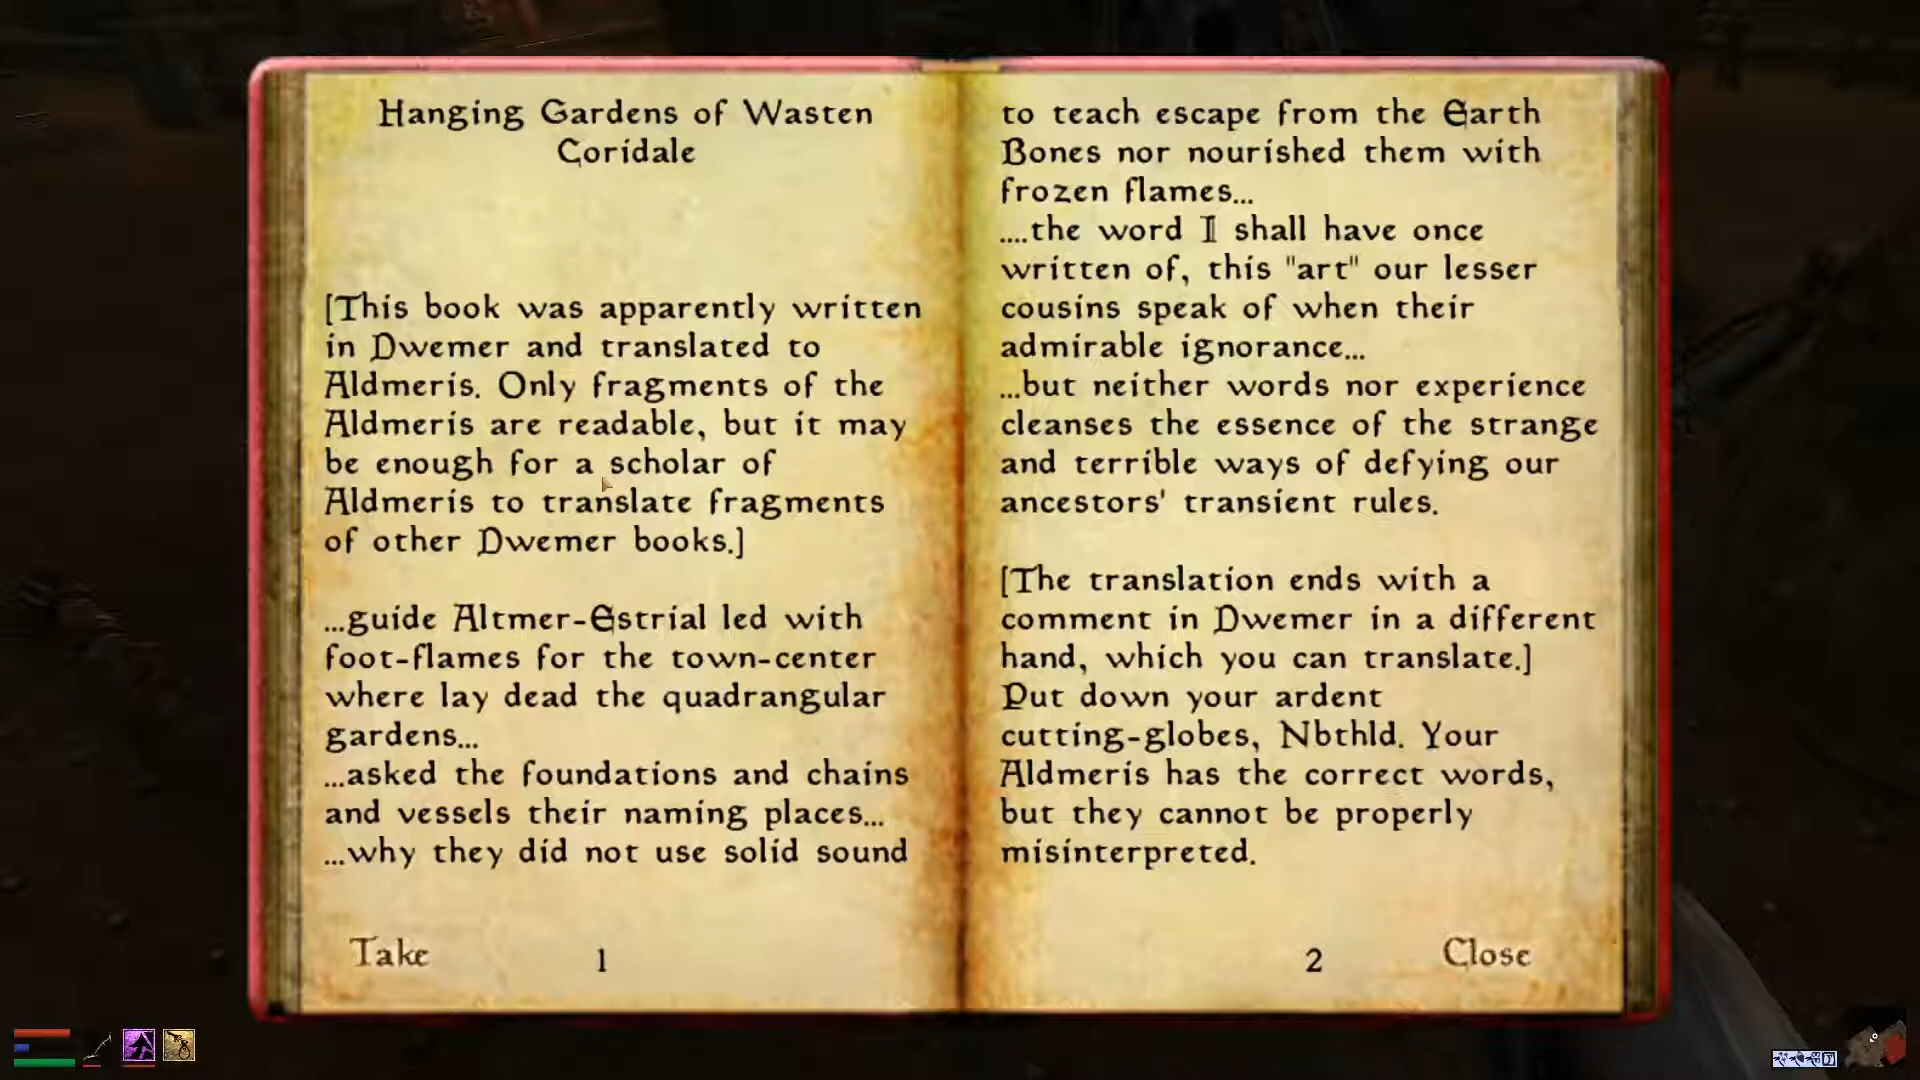 Hanging Gardens of Wasten
Coridale
[This book was apparently written
in Dwemer and translated to
Aldmeris. Only fragments of the
Aldmeris are readable, but it may
be enough for a scholar of
Aldmeris to translate fragments
of other Dwemer books.]
...guide Altmer-Estrial led with
foot-flames for the town-center
where lay dead the quadrangular
gardens...
...asked the foundations and chains
and vessels their naming places...
...why they did not use solid sound
to teach escape from the Earth
Bones nor nourished them with
frozen flames...
....the word I shall have once
written of, this "art" our lesser
cousins speak of when their
admirable ignorance...
...but neither words nor experience
cleanses the essence of the strange
and terrible ways of defying our
ancestors' transient rules.
[The translation ends with a
comment in Dwemer in a different
hand, which you can translate.]
Put down your ardent
cutting-globes, Nbthld. Your
Aldmeris has the correct words,
but they cannot be properly
misinterpreted.
Take
1
2
Close